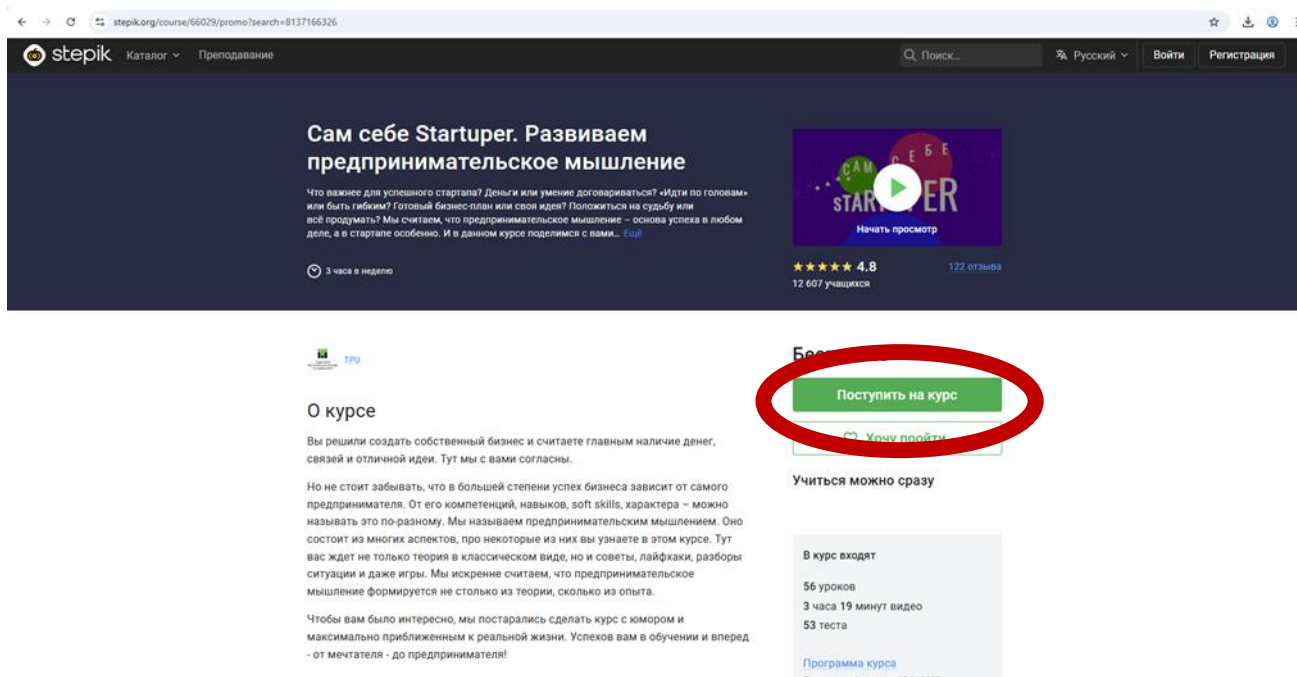 stepik.org/course/66029/promo?search=8137166326
stepik Каталог Преподавание Поиск... Русский Войти Регистрация
Сам себе Startuper. Развиваем
предпринимательское мышление
Что важнее для успешного стартапа? Деньги или умение договариваться? «Идти по головам»
или быть гибким? Готовый бизнес-план или своя идея? Положиться на судьбу или
всё продумать? Мы считаем, что предпринимательское мышление – основа успеха в любом
деле, а в стартапе особенно. И в данном курсе поделимся с вами... Ещё
3 часа в неделю
САМ СЕБЕ
STARTUPER
Начать просмотр
4.8 122 отзыва
12 607 учащихся
TPU
О курсе
Вы решили создать собственный бизнес и считаете главным наличие денег,
связей и отличной идеи. Тут мы с вами согласны.
Но не стоит забывать, что в большей степени успех бизнеса зависит от самого
предпринимателя. От его компетенций, навыков, soft skills, характера – можно
называть это по-разному. Мы называем предпринимательским мышлением. Оно
состоит из многих аспектов, про некоторые из них вы узнаете в этом курсе. Тут
вас ждет не только теория в классическом виде, но и советы, лайфхаки, разборы
ситуации и даже игры. Мы искренне считаем, что предпринимательское
мышление формируется не столько из теории, сколько из опыта.
Чтобы вам было интересно, мы постарались сделать курс с юмором и
максимально приближенным к реальной жизни. Успехов вам в обучении и вперед
- от мечтателя - до предпринимателя!
Поступить на курс
Хочу пройти
Учиться можно сразу
В курс входят
56 уроков
3 часа 19 минут видео
53 теста
Программа курса